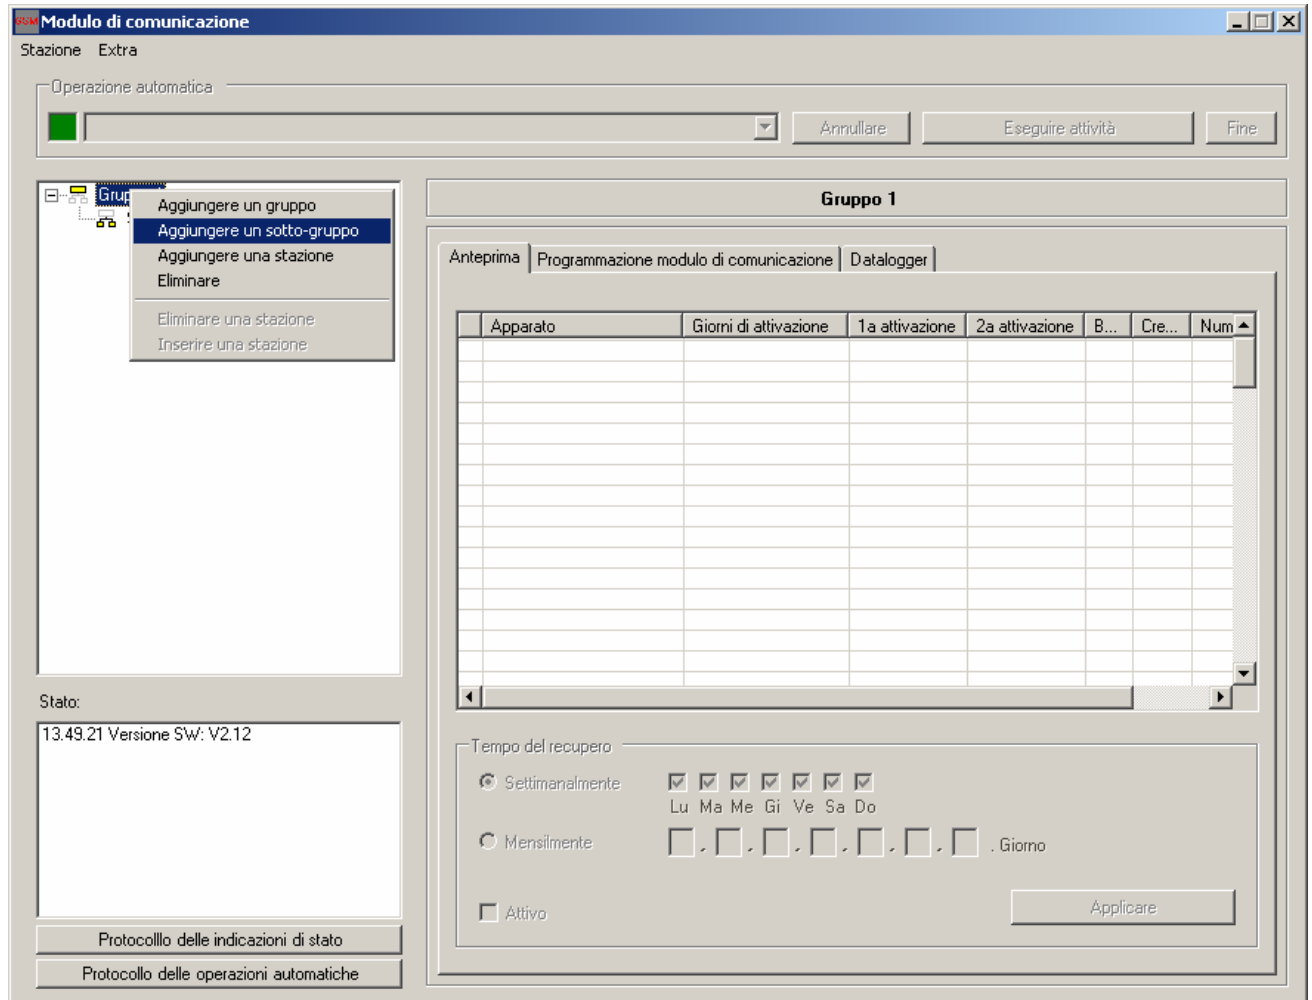 GSM Modulo di comunicazione
Stazione Extra
Operazione automatica
Annullare Eseguire attività Fine
Aggiungere un gruppo
Aggiungere un sotto-gruppo
Aggiungere una stazione
Eliminare
Eliminare una stazione
Inserire una stazione
Gruppo 1
Anteprima Programmazione modulo di comunicazione Datalogger
Apparato Giorni di attivazione 1a attivazione 2a attivazione B... Cre... Num
Stato:
13.49.21 Versione SW: V2.12
Tempo del recupero
Settimanalmente
Lu Ma Me Gi Ve Sa Do
Mensilmente , , , , , , . Giorno
Attivo
Applicare
Protocolllo delle indicazioni di stato
Protocollo delle operazioni automatiche